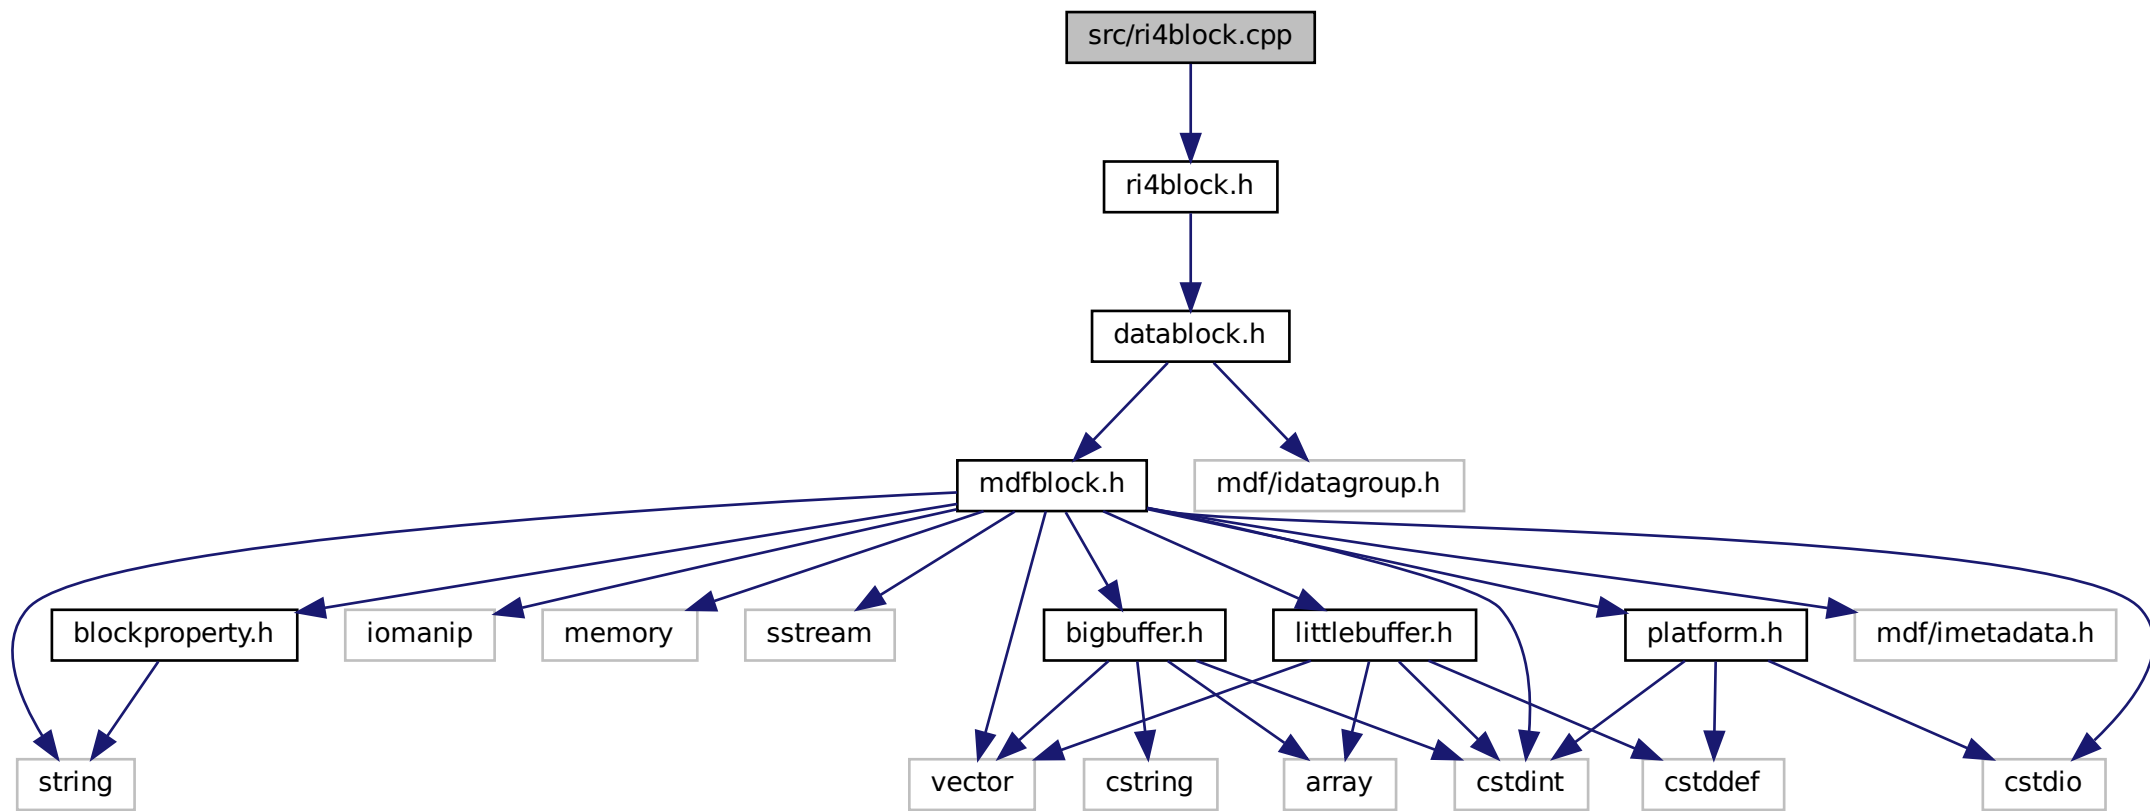 src/ri4block.cpp
ri4block.h
datablock.h
mdfblock.h
mdf/idatagroup.h
blockproperty.h
iomanip
memory
sstream
bigbuffer.h
littlebuffer.h
platform.h
mdf/imetadata.h
string
vector
cstring
array
cstdint
cstddef
cstdio